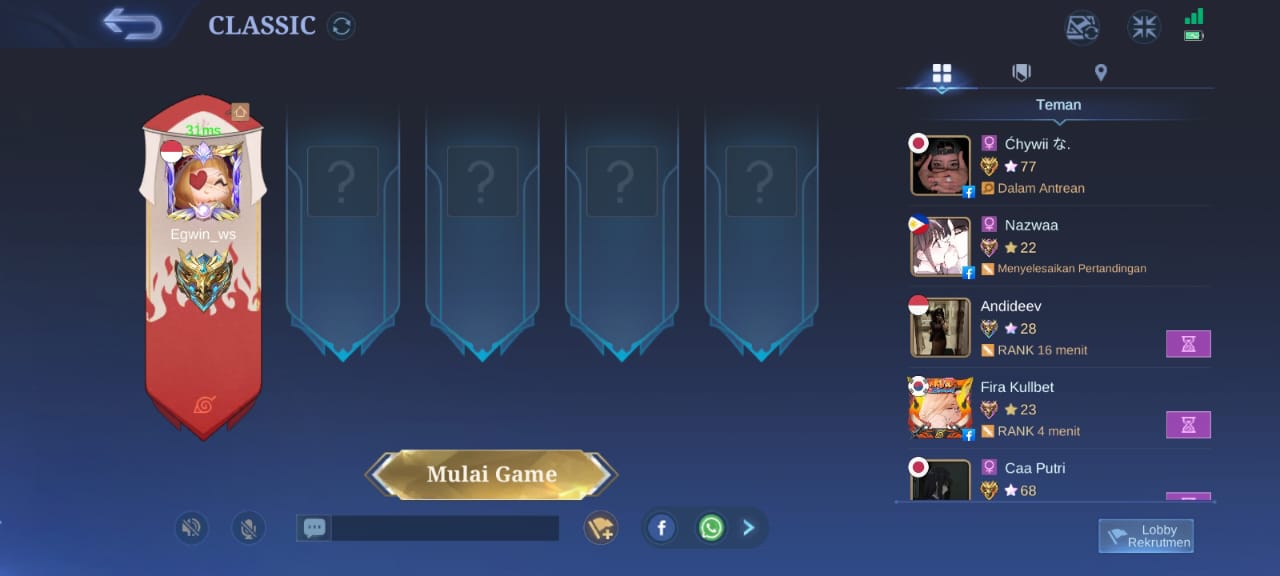 CLASSIC
31ms
Egwin_ws
?
?
?
?
Mulai Game
Teman
Ćhywii な.
77
Dalam Antrean
Nazwaa
22
Menyelesaikan Pertandingan
Andideev
28
RANK 16 menit
Fira Kullbet
23
RANK 4 menit
Caa Putri
68
Lobby
Rekrutmen